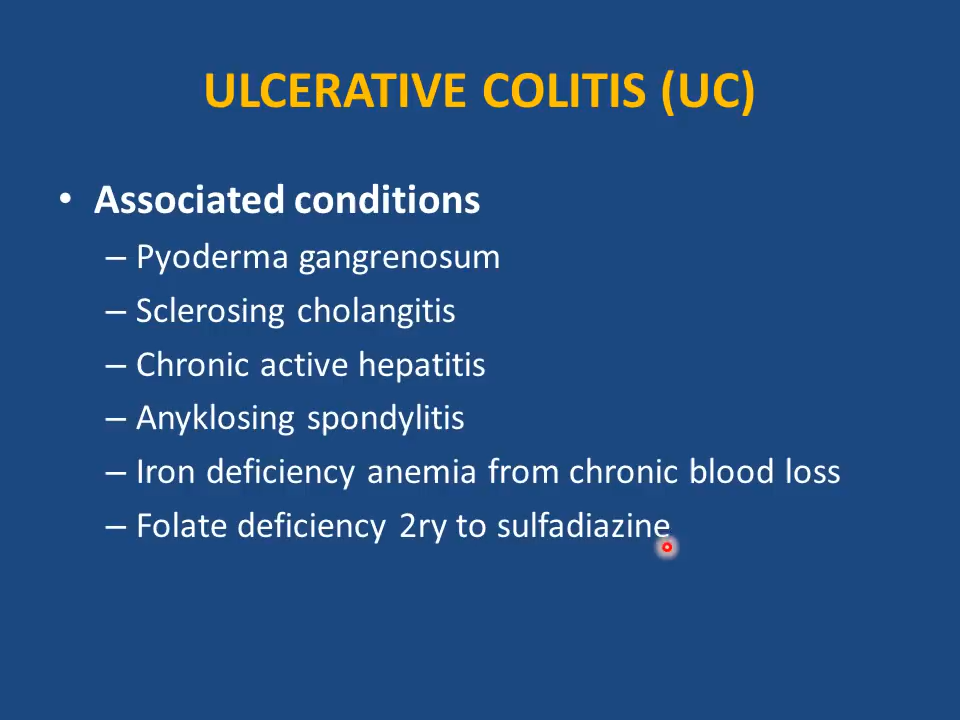 ULCERATIVE COLITIS (UC)
• Associated conditions
– Pyoderma gangrenosum
– Sclerosing cholangitis
– Chronic active hepatitis
– Anyklosing spondylitis
– Iron deficiency anemia from chronic blood loss
– Folate deficiency 2ry to sulfadiazine